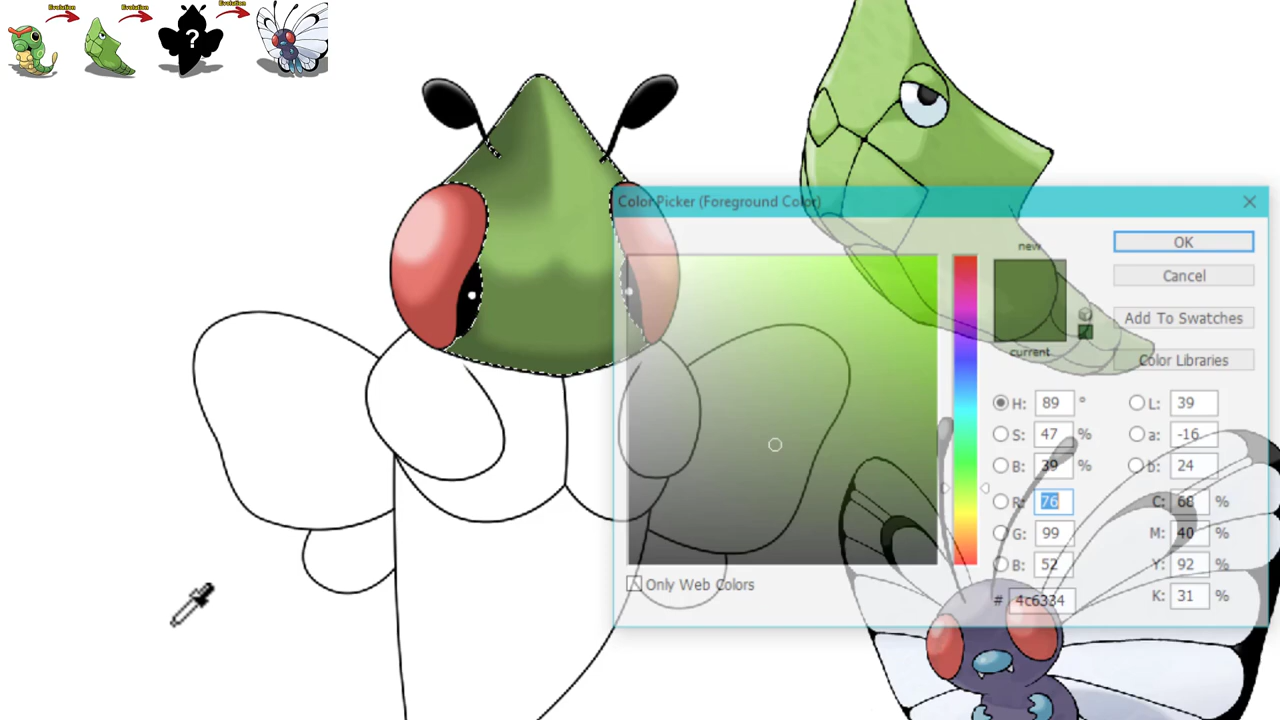 Evolution Evolution Evolution
?
Color Picker (Foreground Color)
new
OK
Cancel
Add To Swatches
current
Color Libraries
H: 89 ° L: 39
S: 47 % a: -16
B: 39 % b: 24
R: 76 C: 68 %
G: 99 M: 40 %
B: 52 Y: 92 %
# 4c6334 K: 31 %
Only Web Colors